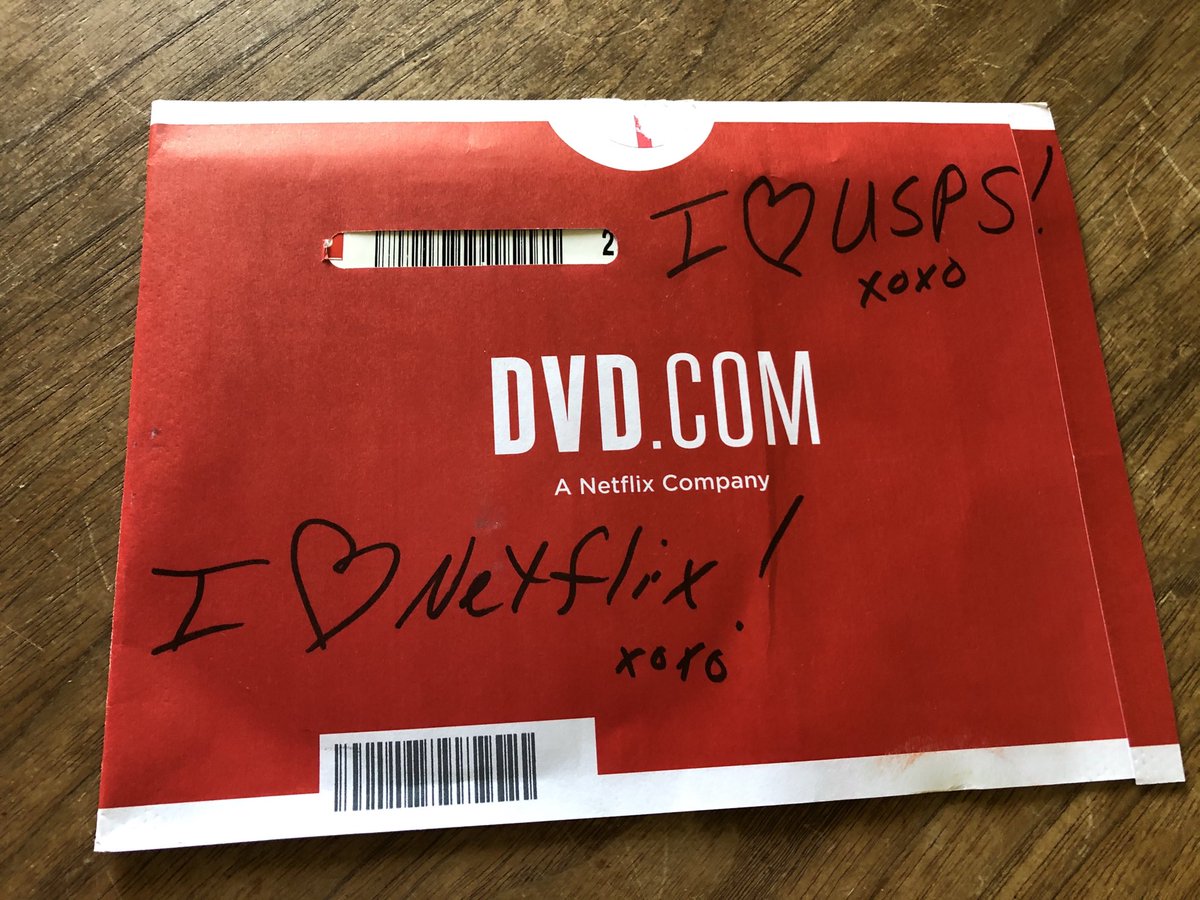 I ♡ USPS!
xoxo
2
DVD.COM
A Netflix Company
I ♡ Netflix!
xoxo